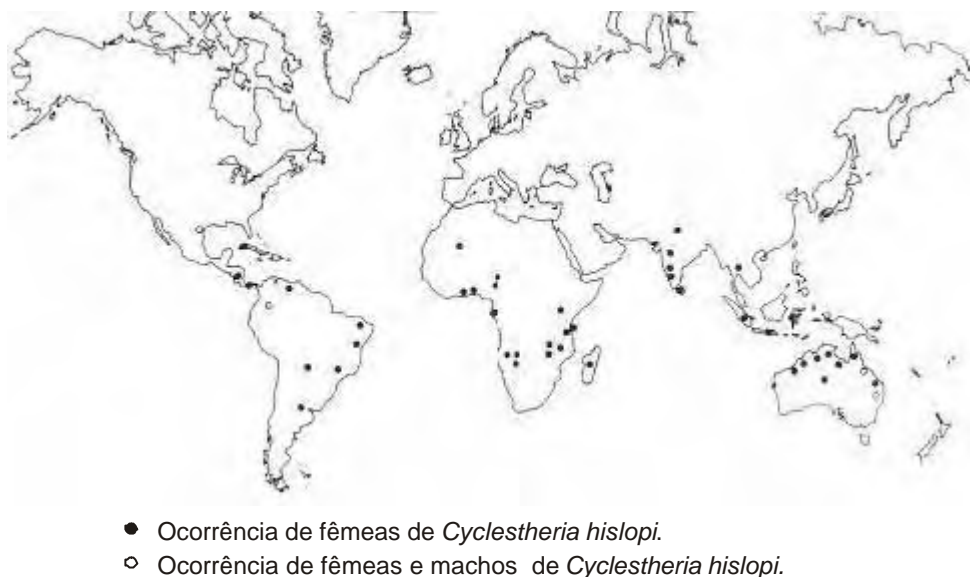 Ocorrência de fêmeas de Cyclestheria hislopi.
Ocorrência de fêmeas e machos de Cyclestheria hislopi.